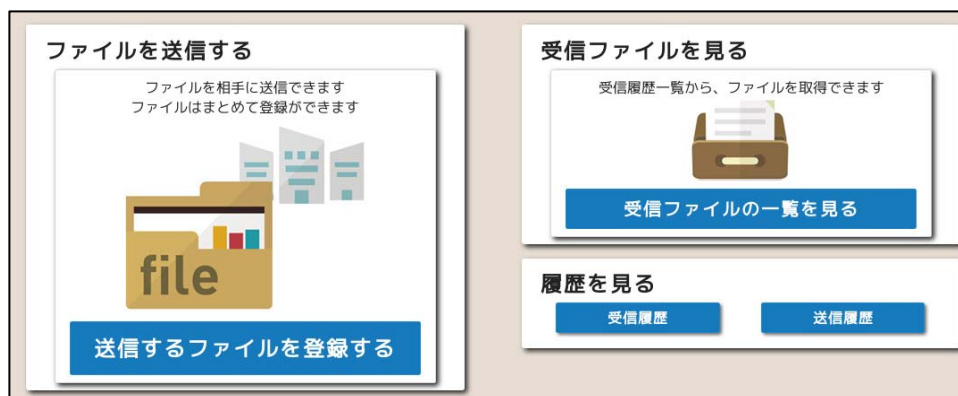 ファイルを送信する
ファイルを相手に送信できます
ファイルはまとめて登録ができます
file
送信するファイルを登録する
受信ファイルを見る
受信履歴一覧から、ファイルを取得できます
受信ファイルの一覧を見る
履歴を見る
受信履歴
送信履歴